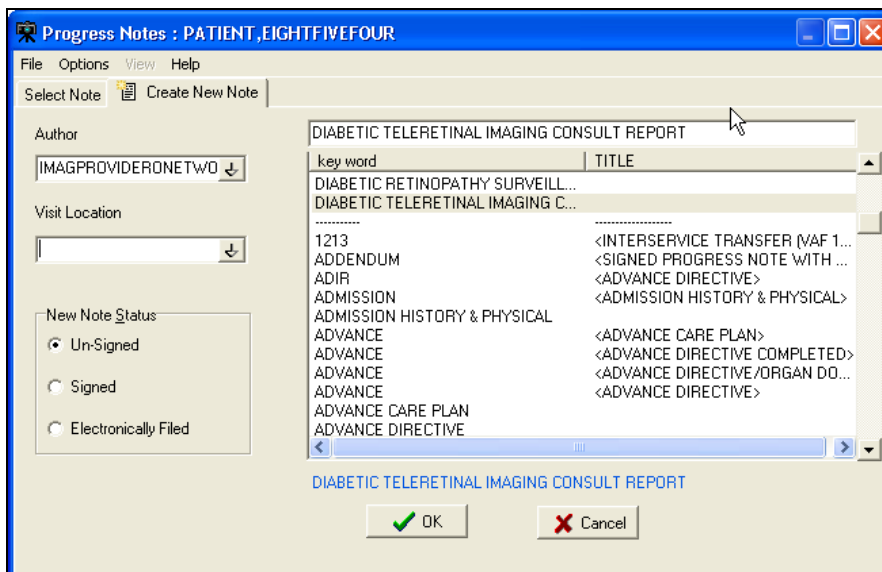 Progress Notes : PATIENT,EIGHTFIVEFOUR
File Options View Help
Select Note Create New Note
Author
IMAGPROVIDERONETWO
Visit Location
New Note Status
Un-Signed
Signed
Electronically Filed
DIABETIC TELERETINAL IMAGING CONSULT REPORT
key word TITLE
DIABETIC RETINOPATHY SURVEILL...
DIABETIC TELERETINAL IMAGING C...
----------- ------------------
1213 <INTERSERVICE TRANSFER (VAF 1...
ADDENDUM <SIGNED PROGRESS NOTE WITH ...
ADIR <ADVANCE DIRECTIVE>
ADMISSION <ADMISSION HISTORY & PHYSICAL>
ADMISSION HISTORY & PHYSICAL
ADVANCE <ADVANCE CARE PLAN>
ADVANCE <ADVANCE DIRECTIVE COMPLETED>
ADVANCE <ADVANCE DIRECTIVE/ORGAN DO...
ADVANCE <ADVANCE DIRECTIVE>
ADVANCE CARE PLAN
ADVANCE DIRECTIVE
DIABETIC TELERETINAL IMAGING CONSULT REPORT
OK Cancel